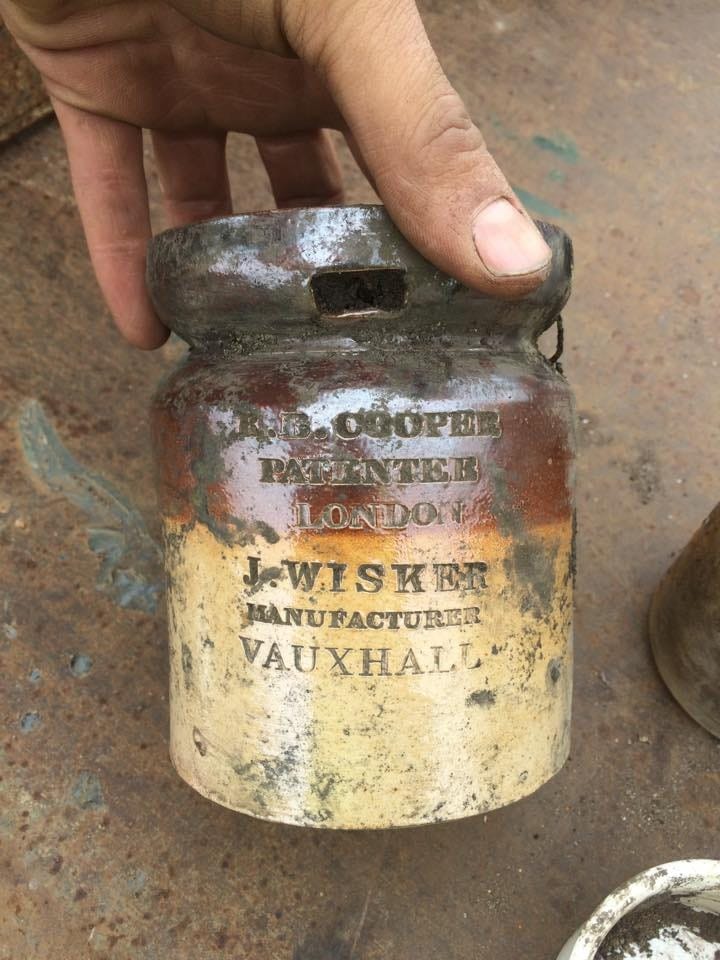 R.B. COOPER
PATENTEE
LONDON
J. WISKER
MANUFACTURER
VAUXHALL